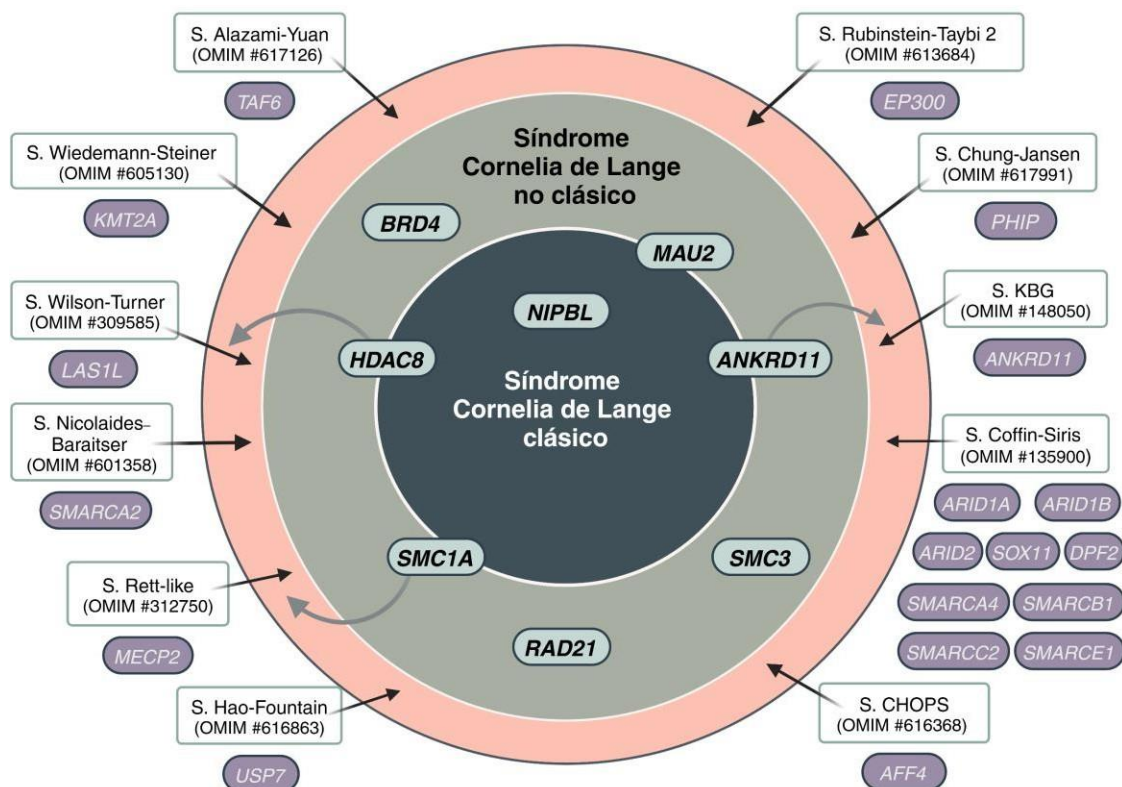 S. Alazami-Yuan
(OMIM #617126)
TAF6
S. Rubinstein-Taybi 2
(OMIM #613684)
EP300
S. Wiedemann-Steiner
(OMIM #605130)
KMT2A
S. Chung-Jansen
(OMIM #617991)
PHIP
Síndrome
Cornelia de Lange
no clásico
BRD4
MAU2
NIPBL
HDAC8
ANKRD11
Síndrome
Cornelia de Lange
clásico
SMC1A
SMC3
RAD21
S. Wilson-Turner
(OMIM #309585)
LAS1L
S. KBG
(OMIM #148050)
ANKRD11
S. Nicolaides–
Baraitser
(OMIM #601358)
SMARCA2
S. Coffin-Siris
(OMIM #135900)
ARID1A ARID1B
ARID2 SOX11 DPF2
SMARCA4 SMARCB1
SMARCC2 SMARCE1
S. Rett-like
(OMIM #312750)
MECP2
S. Hao-Fountain
(OMIM #616863)
USP7
S. CHOPS
(OMIM #616368)
AFF4